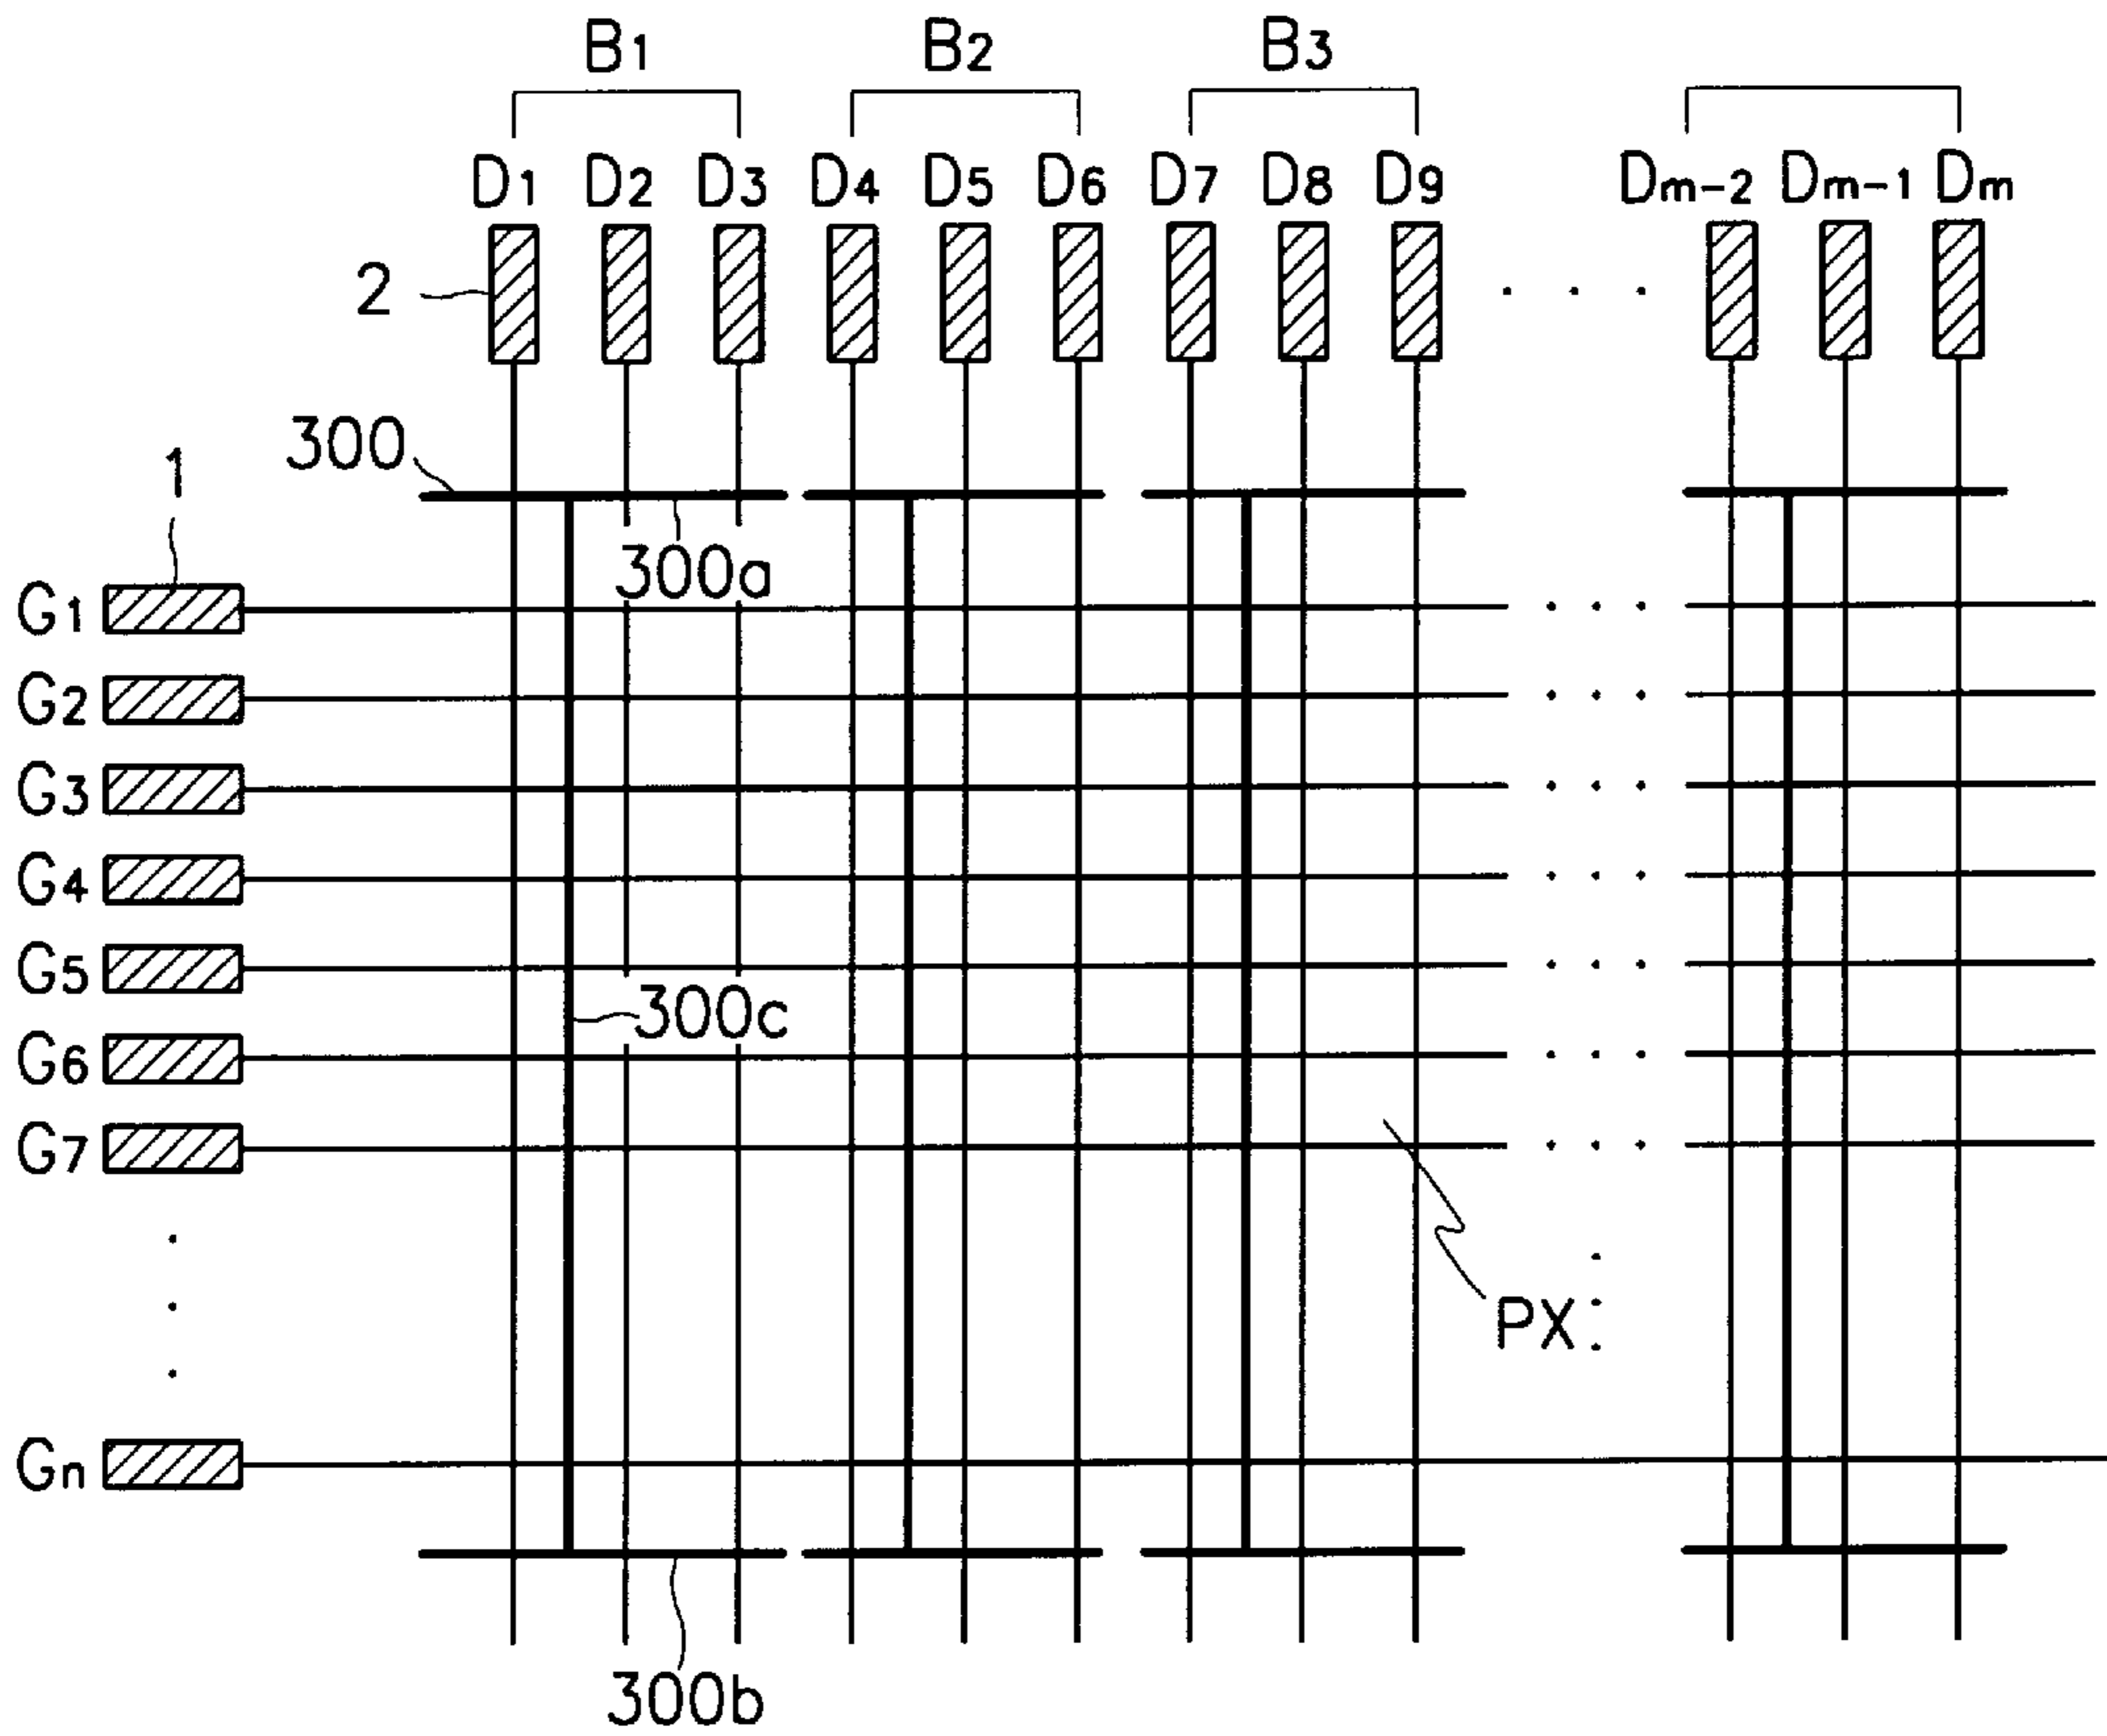 B1 B2 B3
D1 D2 D3 D4 D5 D6 D7 D8 D9 Dm-2 Dm-1 Dm
2
300
1
300a
G1
G2
G3
G4
G5
300c
G6
G7
PX
Gn
300b